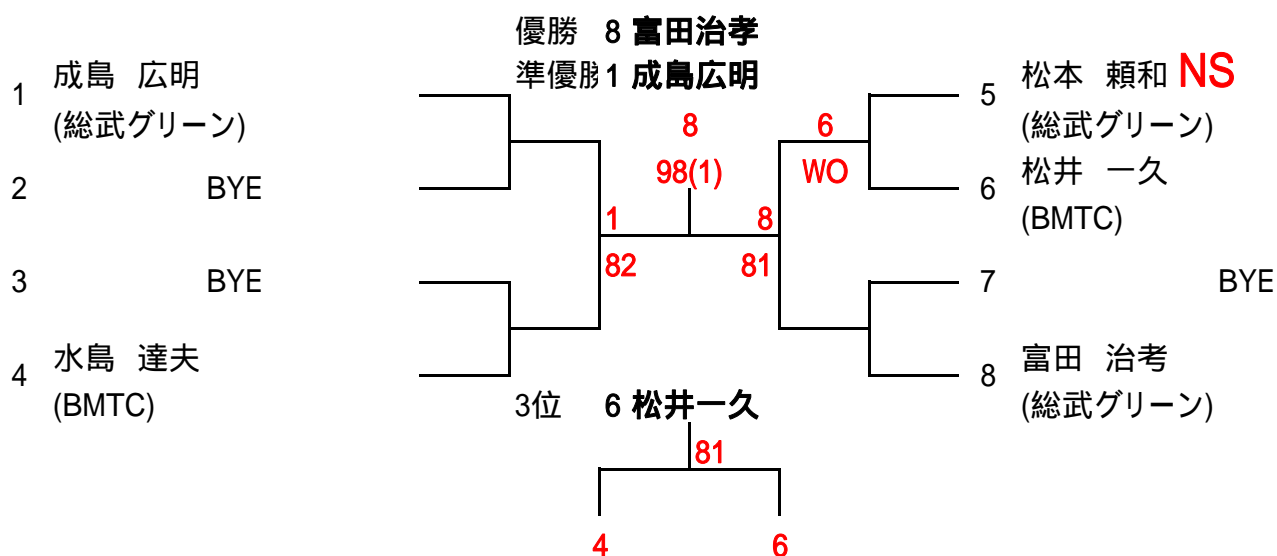 優勝 8 富田治孝
準優勝 1 成島広明
1 成島 広明
(総武グリーン)
2 BYE
3 BYE
4 水島 達夫
(BMTC)
8
98(1)
1
82
8
81
6
WO
5 松本 頼和 NS
(総武グリーン)
6 松井 一久
(BMTC)
7 BYE
8 富田 治考
(総武グリーン)
3位 6 松井一久
81
4 6